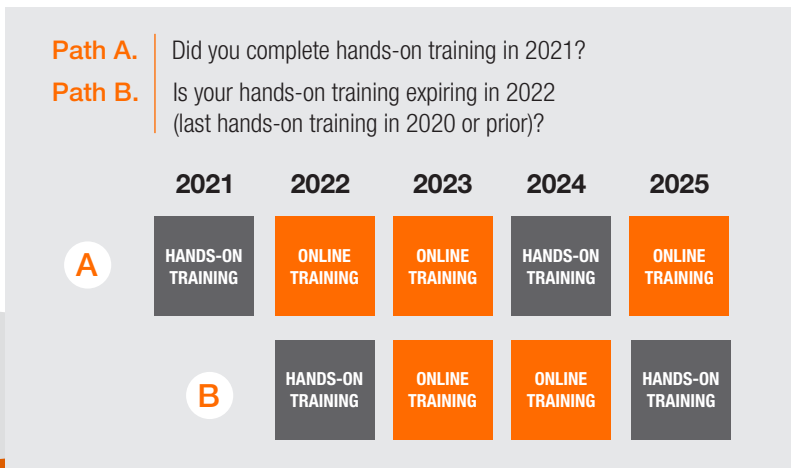 Path A. Did you complete hands-on training in 2021?
Path B. Is your hands-on training expiring in 2022
(last hands-on training in 2020 or prior)?
2021 2022 2023 2024 2025
A
HANDS-ON TRAINING
ONLINE TRAINING
ONLINE TRAINING
HANDS-ON TRAINING
ONLINE TRAINING
B
HANDS-ON TRAINING
ONLINE TRAINING
ONLINE TRAINING
HANDS-ON TRAINING